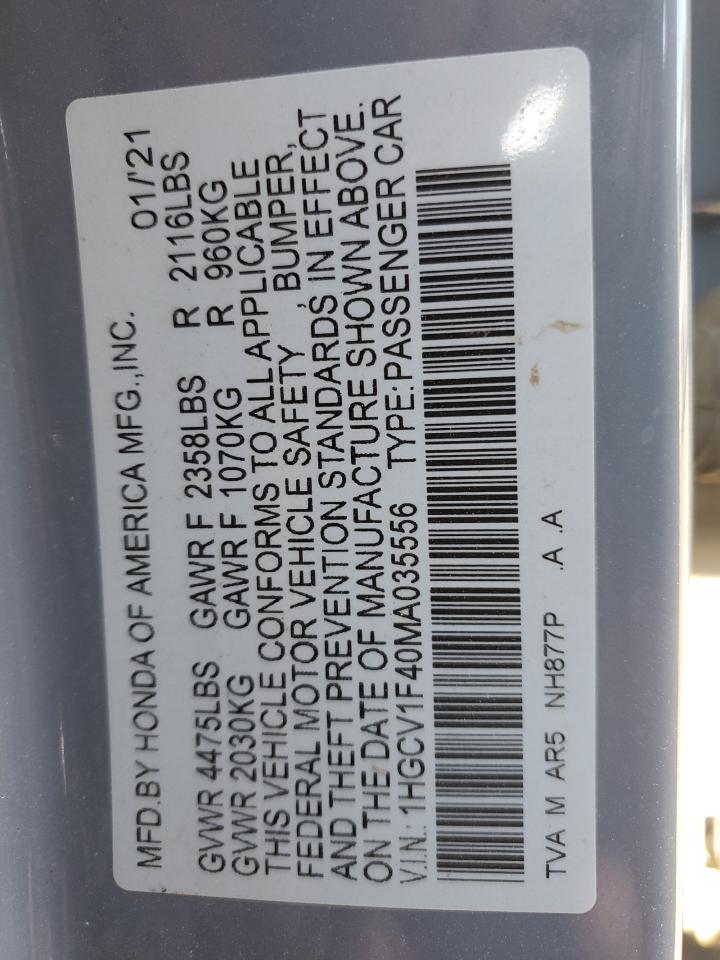 MFD.BY HONDA OF AMERICA MFG.,INC. 01/'21
GVWR 4475LBS GAWR F 2358LBS R 2116LBS
GVWR 2030KG GAWR F 1070KG R 960KG
THIS VEHICLE CONFORMS TO ALL APPLICABLE
FEDERAL MOTOR VEHICLE SAFETY , BUMPER,
AND THEFT PREVENTION STANDARDS IN EFFECT
ON THE DATE OF MANUFACTURE SHOWN ABOVE.
V.I.N.: 1HGCV1F40MA035556 TYPE:PASSENGER CAR
TVA M AR5 NH877P .A .A